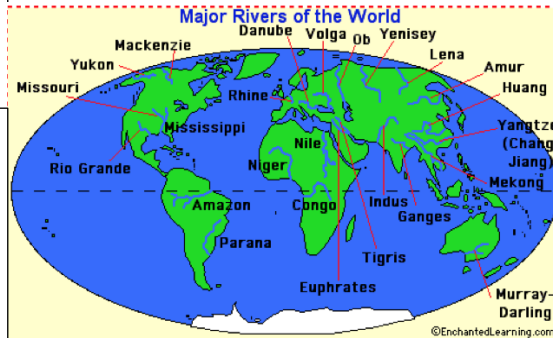 Major Rivers of the World
Danube
Volga
Ob
Yenisey
Mackenzie
Lena
Yukon
Amur
Missouri
Rhine
Huang
Mississippi
Yangtze
(Chang
Jiang)
Nile
Rio Grande
Niger
Mekong
Amazon
Congo
Indus
Ganges
Parana
Tigris
Euphrates
Murray-
Darling
©EnchantedLearning.com